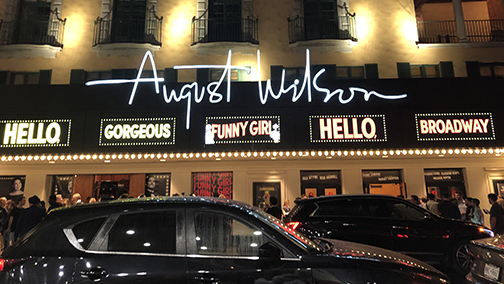 August Wilson
HELLO, GORGEOUS FUNNY GIRL HELLO, BROADWAY